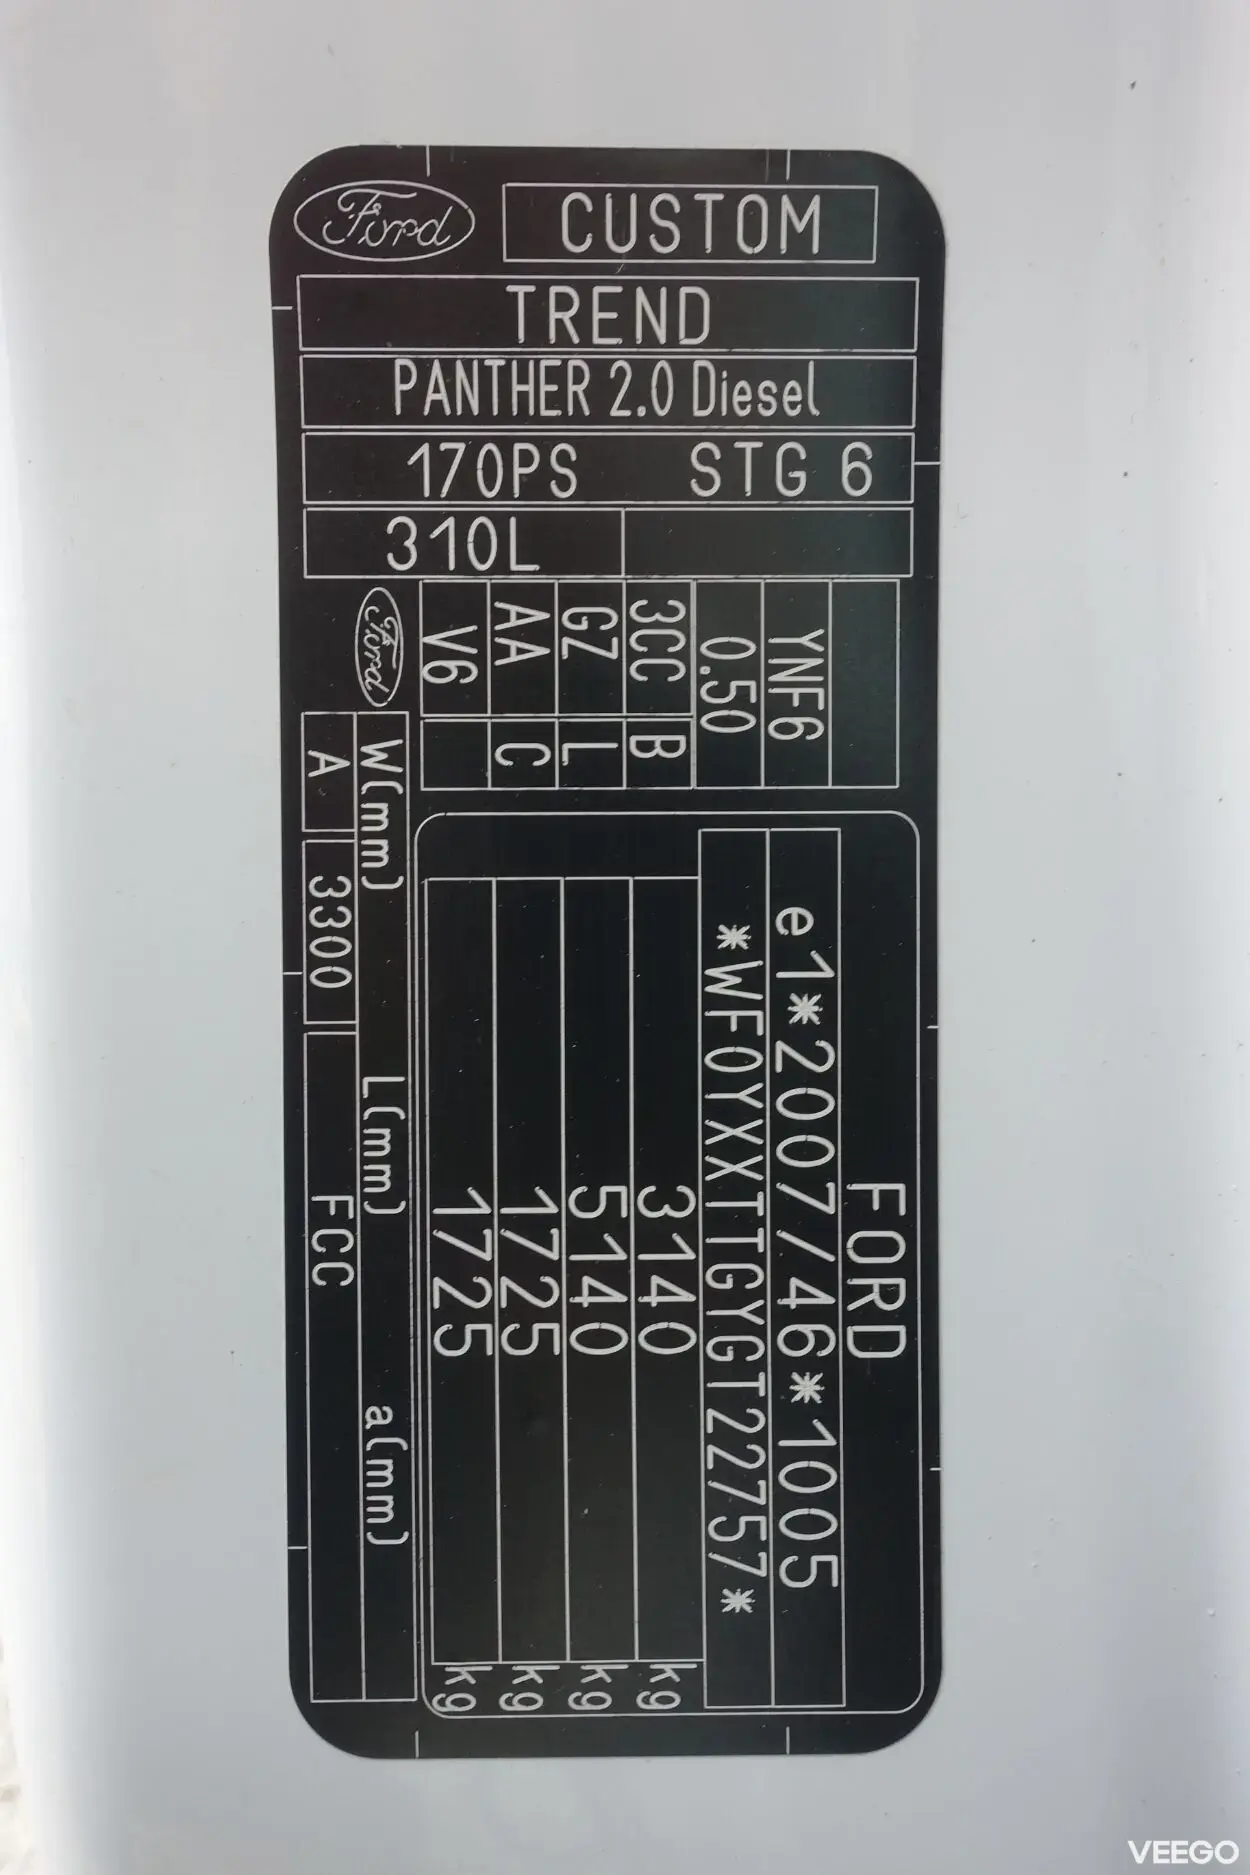 Ford CUSTOM
TREND
PANTHER 2.0 Diesel
170PS STG 6
310L
YNF6
0.50
3CC B
GZ L
AA C
V6
Ford
FORD
e1*2007/46*1005
*WF0YXXTTGYGT22757*
3140 kg
5140 kg
1725 kg
1725 kg
W(mm) L(mm) a(mm)
A 3300 FCC
VEEGO